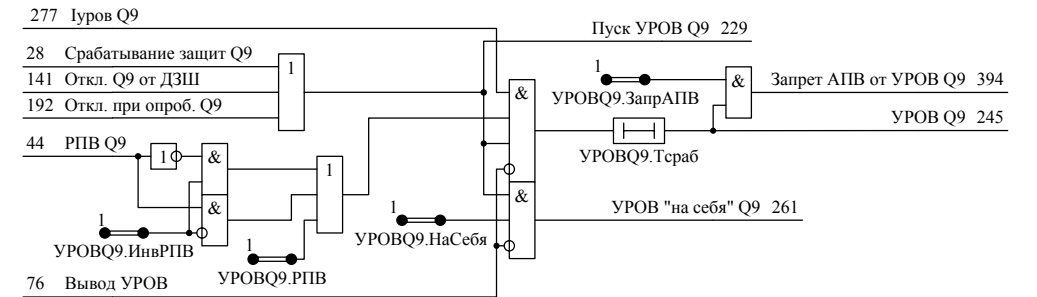 277 Iуров Q9
Пуск УРОВ Q9 229
28 Срабатывание защит Q9
1
1
&
Запрет АПВ от УРОВ Q9 394
141 Откл. Q9 от ДЗШ
&
УРОВQ9.ЗапрАПВ
192 Откл. при опроб. Q9
УРОВ Q9 245
44 РПВ Q9
1
&
1
УРОВQ9.Тсраб
&
&
1
1
УРОВ "на себя" Q9 261
УРОВQ9.НаСебя
УРОВQ9.ИнвРПВ
1
УРОВQ9.РПВ
76 Вывод УРОВ